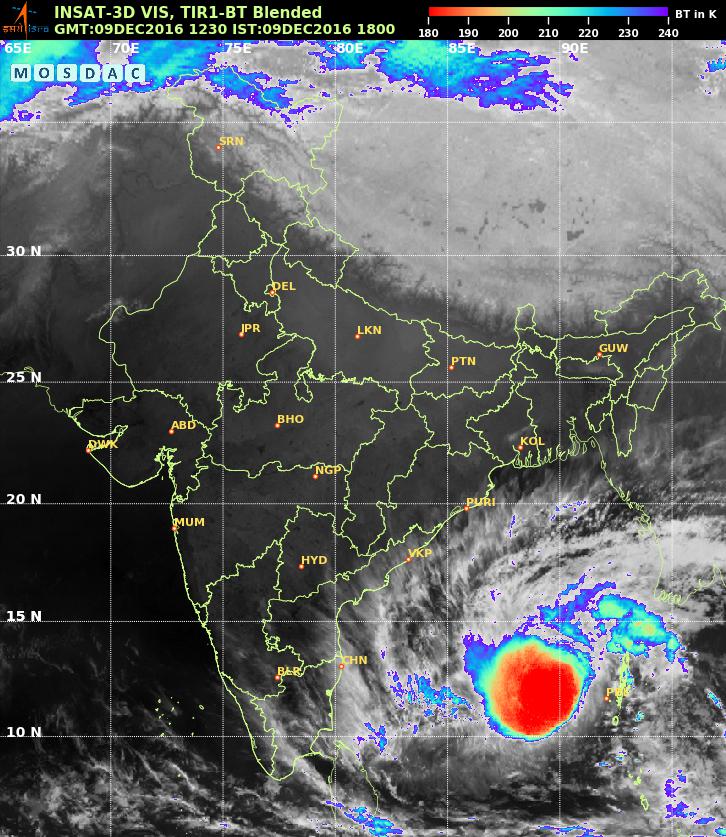 INSAT-3D VIS, TIR1-BT Blended
GMT:09DEC2016 1230 IST:09DEC2016 1800
BT in K
180 190 200 210 220 230 240
65E 70E 75E 80E 85E 90E
MOSDAC
SRN
30 N
DEL
JPR LKN
GUW
PTN
25 N
ABD BHO
DWK KOL
NGP
20 N PURI
MUM
VKP
HYD
15 N
CHN
BLR
10 N